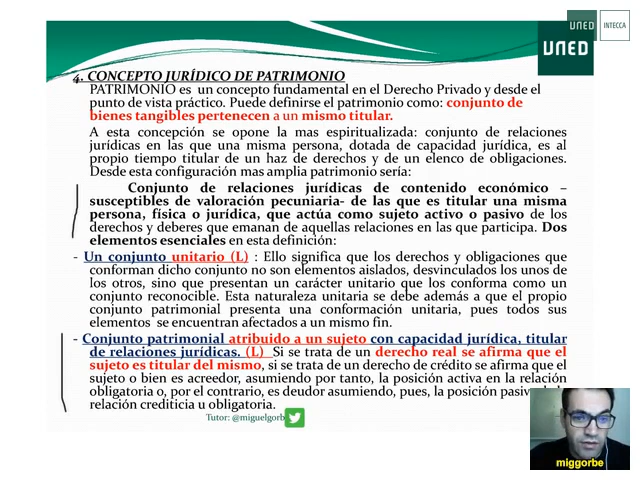 UNED
INTECCA
UNED
4. CONCEPTO JURÍDICO DE PATRIMONIO
PATRIMONIO es un concepto fundamental en el Derecho Privado y desde el
punto de vista práctico. Puede definirse el patrimonio como: conjunto de
bienes tangibles pertenecen a un mismo titular.
A esta concepción se opone la mas espiritualizada: conjunto de relaciones
jurídicas en las que una misma persona, dotada de capacidad jurídica, es al
propio tiempo titular de un haz de derechos y de un elenco de obligaciones.
Desde esta configuración mas amplia patrimonio sería:
Conjunto de relaciones jurídicas de contenido económico –
susceptibles de valoración pecuniaria- de las que es titular una misma
persona, física o jurídica, que actúa como sujeto activo o pasivo de los
derechos y deberes que emanan de aquellas relaciones en las que participa. Dos
elementos esenciales en esta definición:
- Un conjunto unitario (L) : Ello significa que los derechos y obligaciones que
conforman dicho conjunto no son elementos aislados, desvinculados los unos de
los otros, sino que presentan un carácter unitario que los conforma como un
conjunto reconocible. Esta naturaleza unitaria se debe además a que el propio
conjunto patrimonial presenta una conformación unitaria, pues todos sus
elementos se encuentran afectados a un mismo fin.
- Conjunto patrimonial atribuido a un sujeto con capacidad jurídica, titular
de relaciones jurídicas. (L) Si se trata de un derecho real se afirma que el
sujeto es titular del mismo, si se trata de un derecho de crédito se afirma que el
sujeto o bien es acreedor, asumiendo por tanto, la posición activa en la relación
obligatoria o, por el contrario, es deudor asumiendo, pues, la posición pasiva
relación crediticia u obligatoria.
Tutor: @miguelgorb
miggorbe